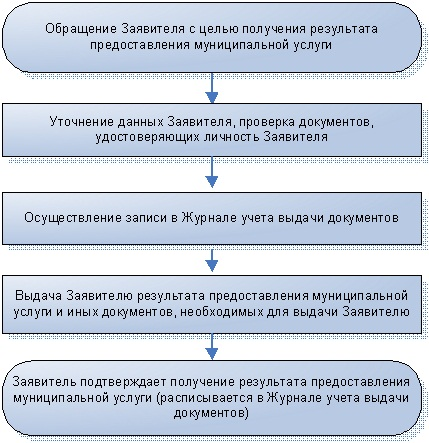 Обращение Заявителя с целью получения результата
предоставления муниципальной услуги
Уточнение данных Заявителя, проверка документов,
удостоверяющих личность Заявителя
Осуществление записи в Журнале учета выдачи документов
Выдача Заявителю результата предоставления муниципальной
услуги и иных документов, необходимых для выдачи Заявителю
Заявитель подтверждает получение результата предоставления
муниципальной услуги (расписывается в Журнале учета выдачи
документов)